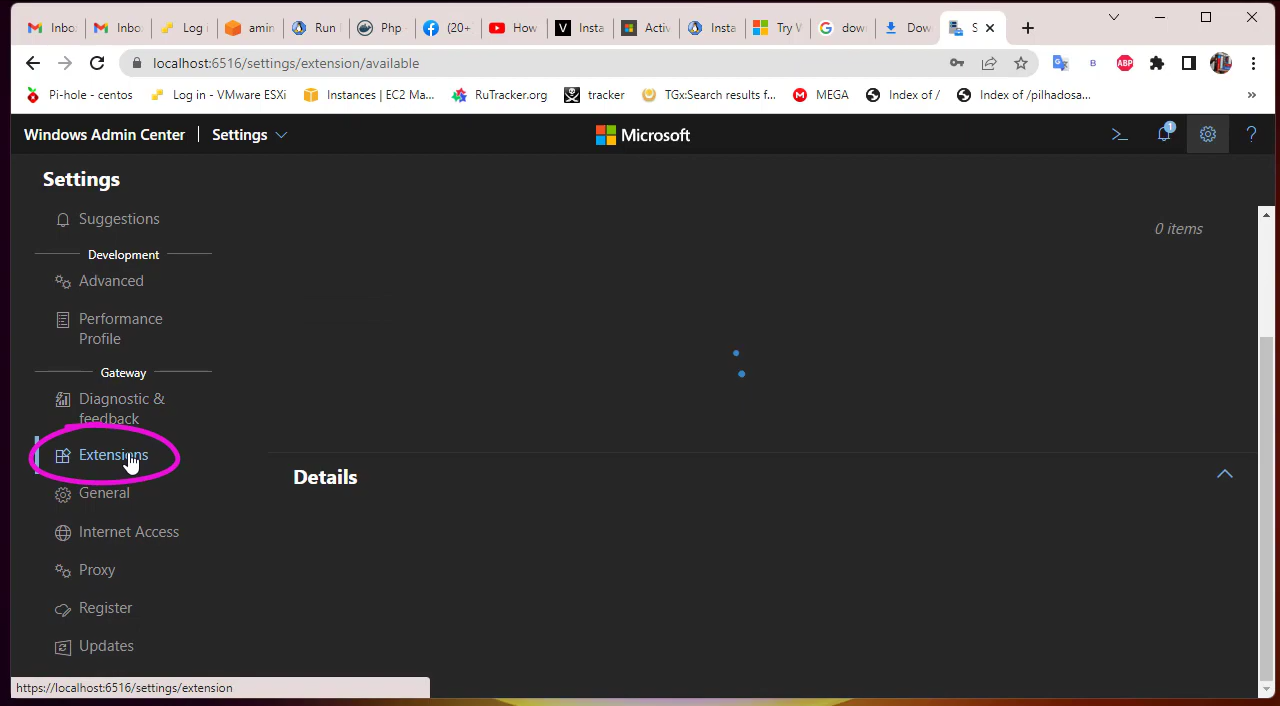 Inbo
Inbo
Log i
amin
Run l
Php
(20+
How
Insta
Activ
Insta
Try V
dow
Dow
S
localhost:6516/settings/extension/available
ABP
Pi-hole - centos
Log in - VMware ESXi
Instances | EC2 Ma...
RuTracker.org
tracker
TGx:Search results f...
MEGA
Index of /
Index of /pilhadosa...
»
Windows Admin Center
Settings
Microsoft
1
?
Settings
Suggestions
0 items
Development
Advanced
Performance
Profile
Gateway
Diagnostic &
feedback
Extensions
Details
General
Internet Access
Proxy
Register
Updates
https://localhost:6516/settings/extension